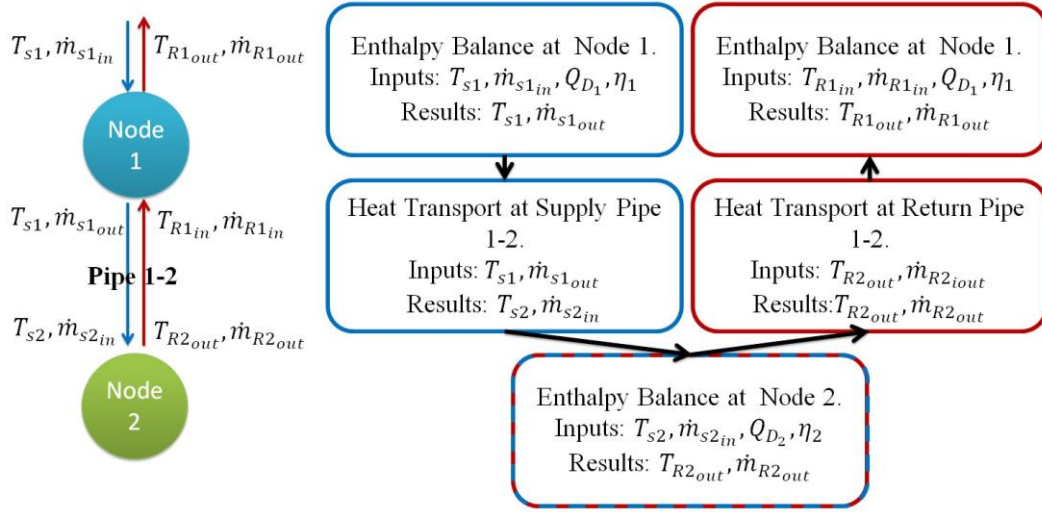 T_{s1}, ṁ_{s1_{in}}
T_{R1_{out}}, ṁ_{R1_{out}}
Node
1
T_{s1}, ṁ_{s1_{out}}
T_{R1_{in}}, ṁ_{R1_{in}}
Pipe 1-2
T_{s2}, ṁ_{s2_{in}}
T_{R2_{out}}, ṁ_{R2_{out}}
Node
2
Enthalpy Balance at Node 1.
Inputs: T_{s1}, ṁ_{s1_{in}}, Q_{D_1}, η_1
Results: T_{s1}, ṁ_{s1_{out}}
Heat Transport at Supply Pipe
1-2.
Inputs: T_{s1}, ṁ_{s1_{out}}
Results: T_{s2}, ṁ_{s2_{in}}
Enthalpy Balance at Node 2.
Inputs: T_{s2}, ṁ_{s2_{in}}, Q_{D_2}, η_2
Results: T_{R2_{out}}, ṁ_{R2_{out}}
Heat Transport at Return Pipe
1-2.
Inputs: T_{R2_{out}}, ṁ_{R2_{iout}}
Results:T_{R2_{out}}, ṁ_{R2_{out}}
Enthalpy Balance at Node 1.
Inputs: T_{R1_{in}}, ṁ_{R1_{in}}, Q_{D_1}, η_1
Results: T_{R1_{out}}, ṁ_{R1_{out}}